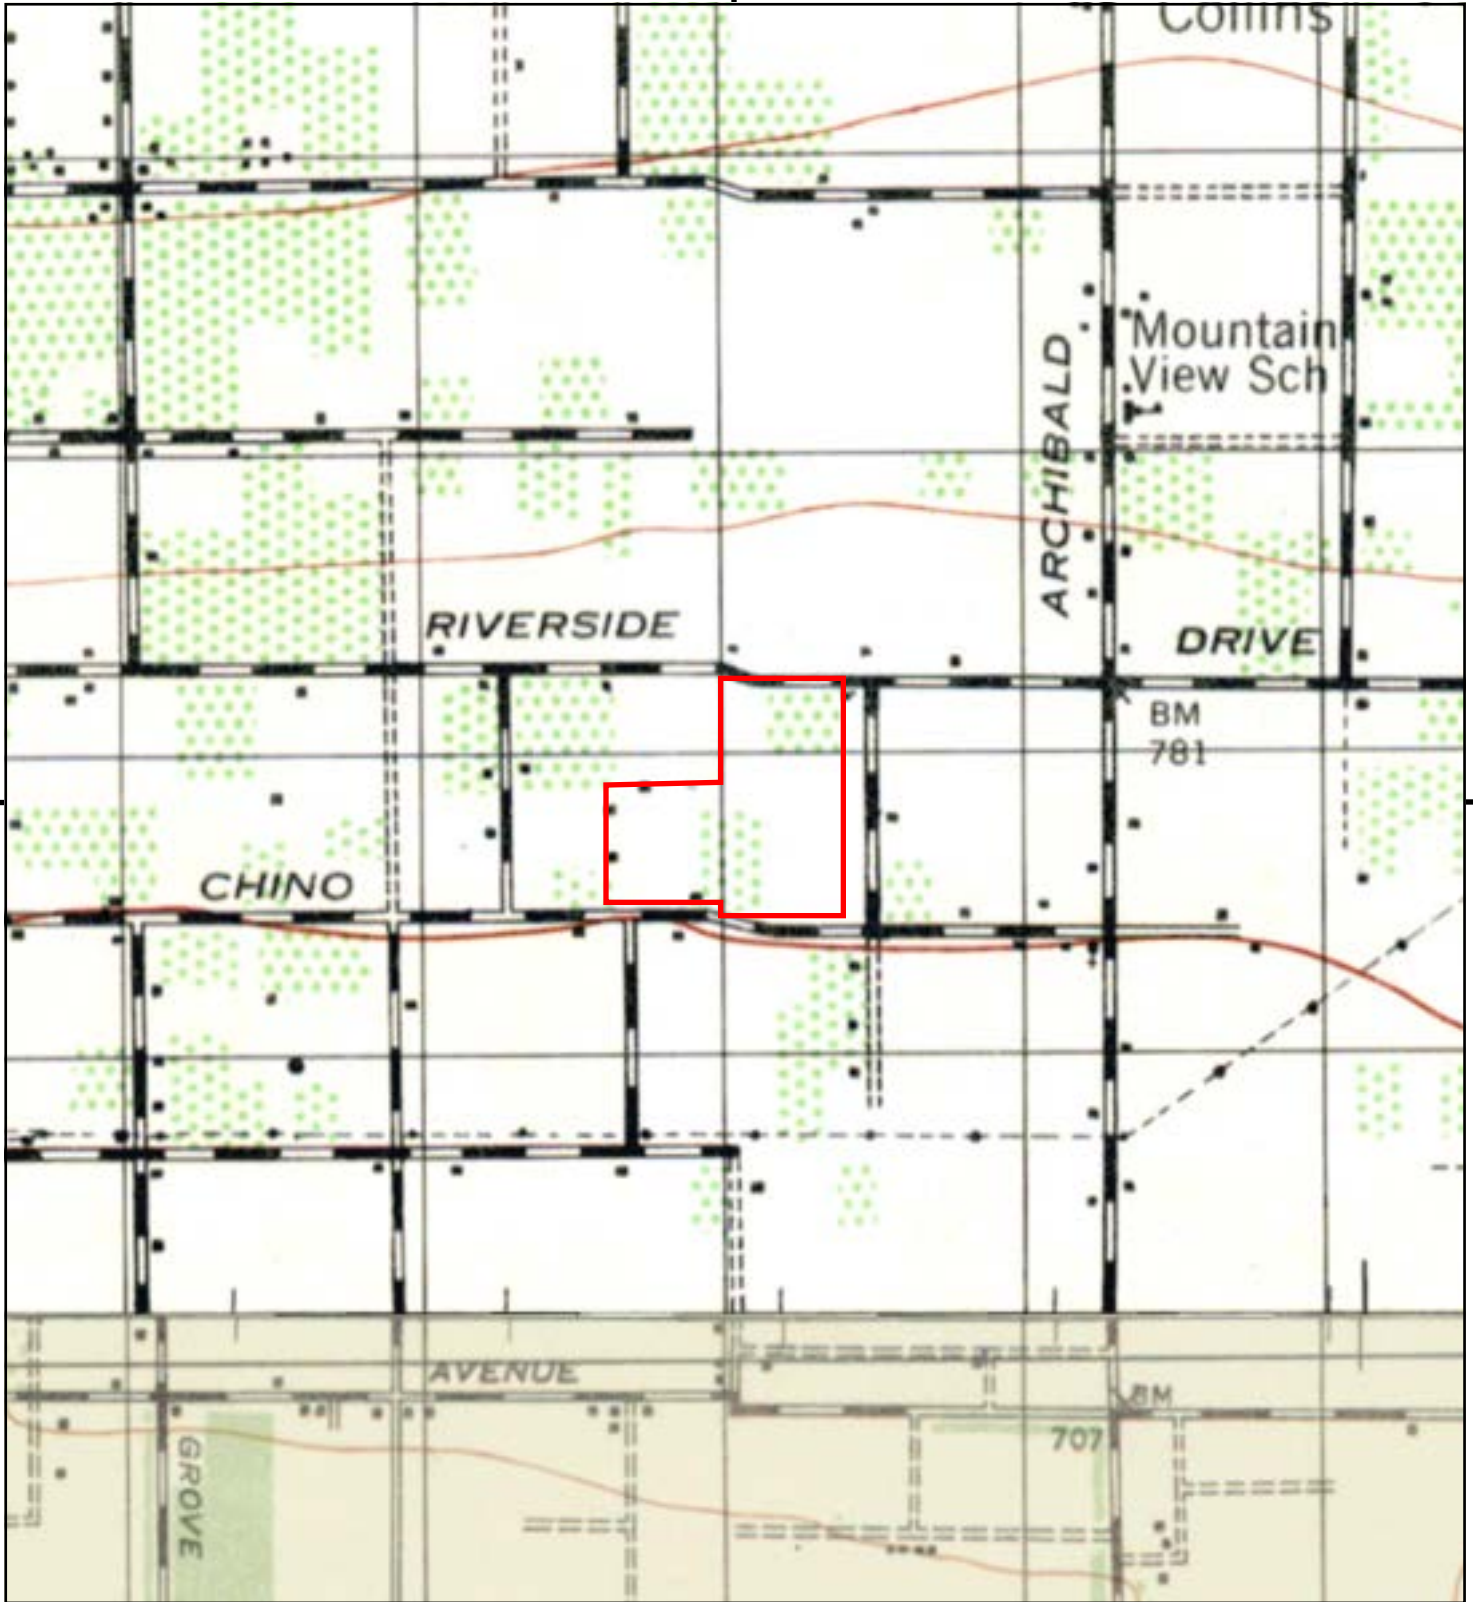 Collins
Mountain
View Sch
ARCHIBALD
RIVERSIDE
DRIVE
BM
781
CHINO
AVENUE
BM
707
GROVE